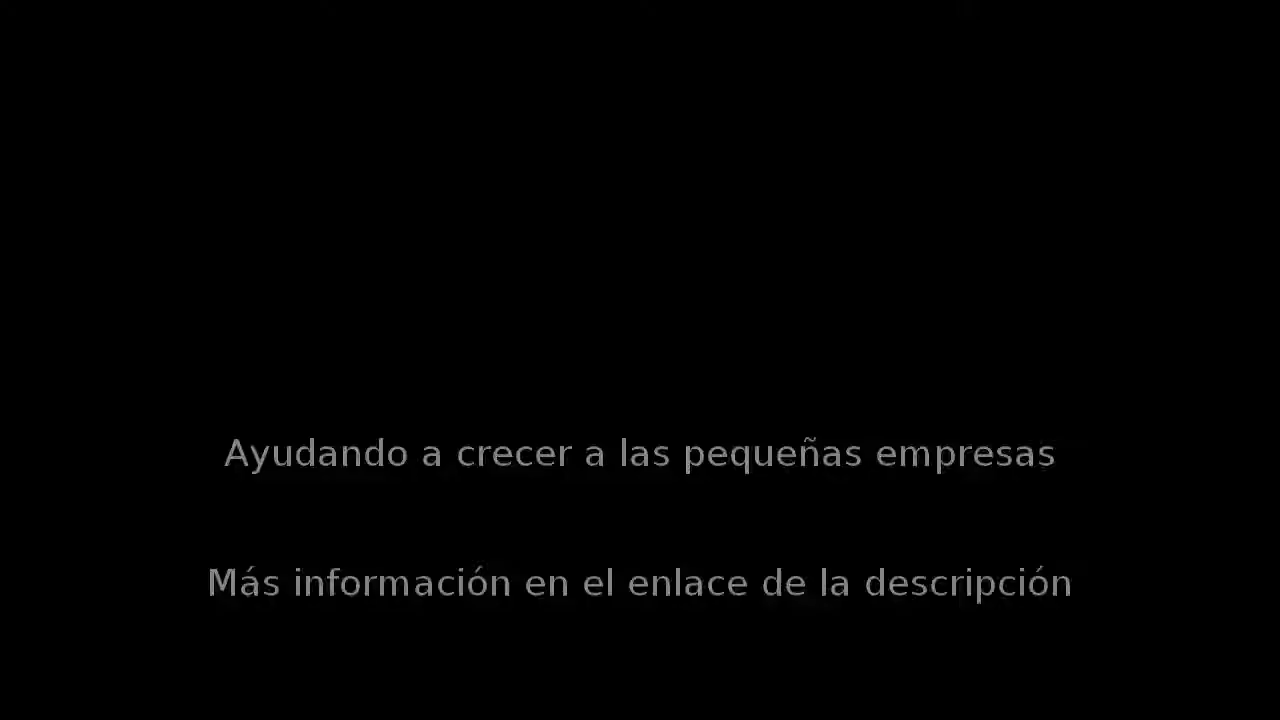 Ayudando a crecer a las pequeñas empresas
Más información en el enlace de la descripción